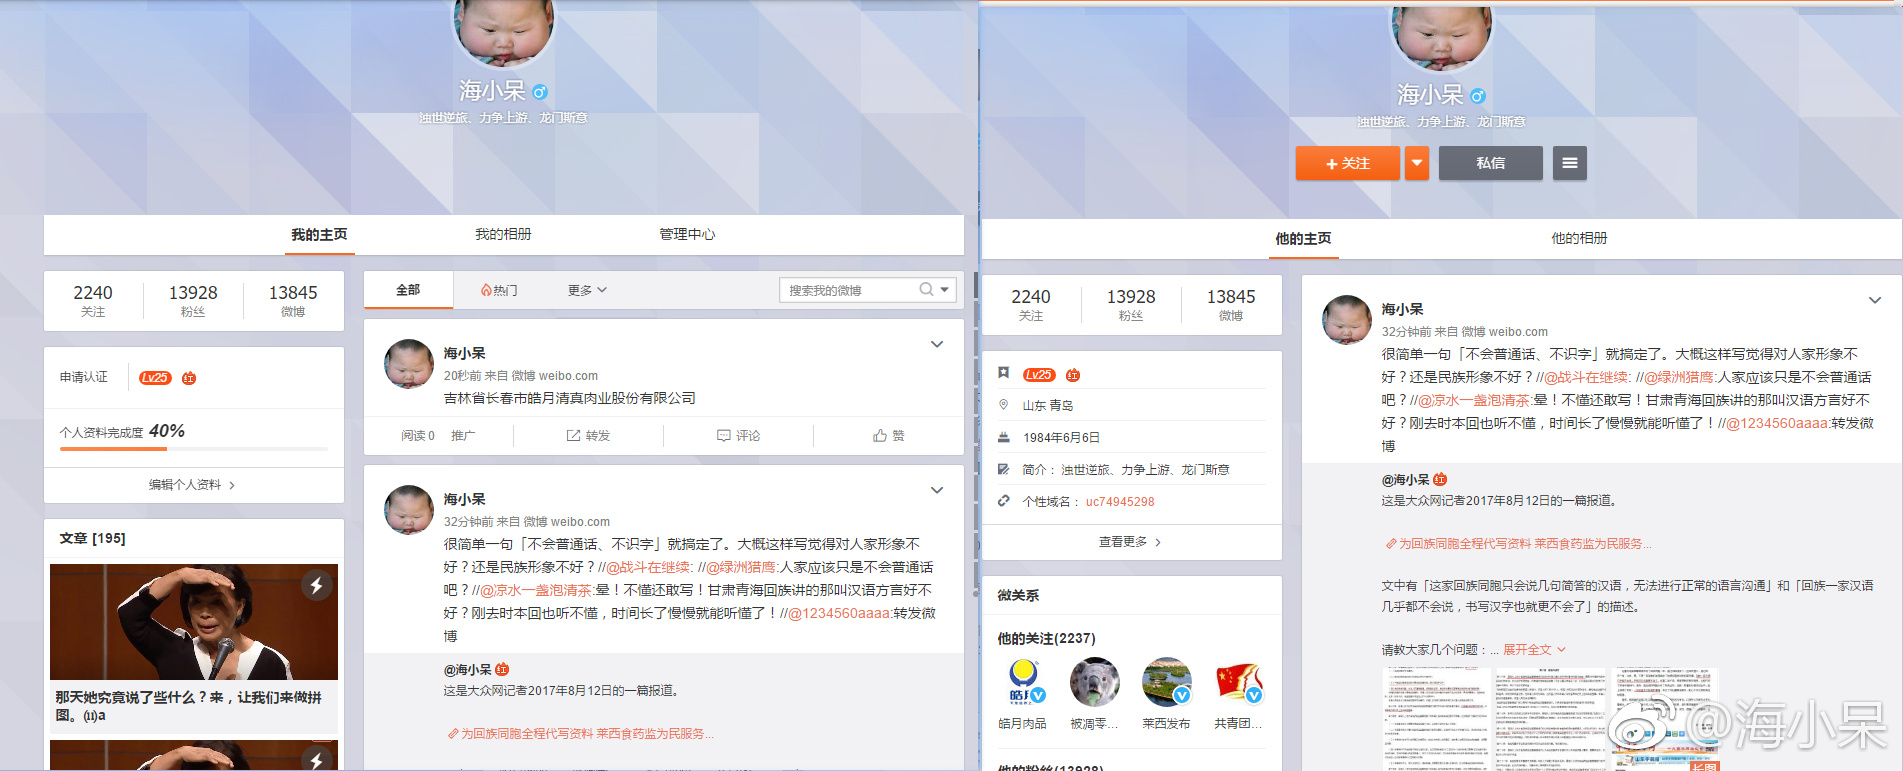 海小呆
浊世逆旅、力争上游、龙门斯意
我的主页 我的相册 管理中心
2240 13928 13845
关注 粉丝 微博
申请认证 Lv.25 红
个人资料完成度 40%
编辑个人资料 >
文章 [195]
那天她究竟说了些什么？来，让我们来做拼
图。⑾a
全部 热门 更多 搜索我的微博
海小呆
20秒前 来自 微博 weibo.com
吉林省长春市皓月清真肉业股份有限公司
阅读 0 推广 转发 评论 赞
海小呆
32分钟前 来自 微博 weibo.com
很简单一句「不会普通话、不识字」就搞定了。大概这样写觉得对人家形象不
好？还是民族形象不好？//@战斗在继续: //@绿洲猎鹰:人家应该只是不会普通话
吧？//@凉水一盏泡清茶:晕！不懂还敢写！甘肃青海回族讲的那叫汉语方言好不
好？刚去时本回也听不懂，时间长了慢慢就能听懂了！//@1234560aaaa:转发微
博
@海小呆 红
这是大众网记者2017年8月12日的一篇报道。
为回族同胞全程代写资料 莱西食药监为民服务...
海小呆
浊世逆旅、力争上游、龙门斯意
+ 关注 私信
他的主页 他的相册
2240 13928 13845
关注 粉丝 微博
Lv.25 红
山东 青岛
1984年6月6日
简介： 浊世逆旅、力争上游、龙门斯意
个性域名： uc74945298
查看更多 >
微关系
他的关注(2237)
皓月
皓月肉品 被凋零... 莱西发布 共青团...
他的粉丝(13928)
海小呆
32分钟前 来自 微博 weibo.com
很简单一句「不会普通话、不识字」就搞定了。大概这样写觉得对人家形象不
好？还是民族形象不好？//@战斗在继续: //@绿洲猎鹰:人家应该只是不会普通话
吧？//@凉水一盏泡清茶:晕！不懂还敢写！甘肃青海回族讲的那叫汉语方言好不
好？刚去时本回也听不懂，时间长了慢慢就能听懂了！//@1234560aaaa:转发微
博
@海小呆 红
这是大众网记者2017年8月12日的一篇报道。
为回族同胞全程代写资料 莱西食药监为民服务...
文中有「这家回族同胞只会说几句简答的汉语，无法进行正常的语言沟通」和「回族一家汉语
几乎都不会说，书写汉字也就更不会了」的描述。
请教大家几个问题：... 展开全文
长图
@海小呆